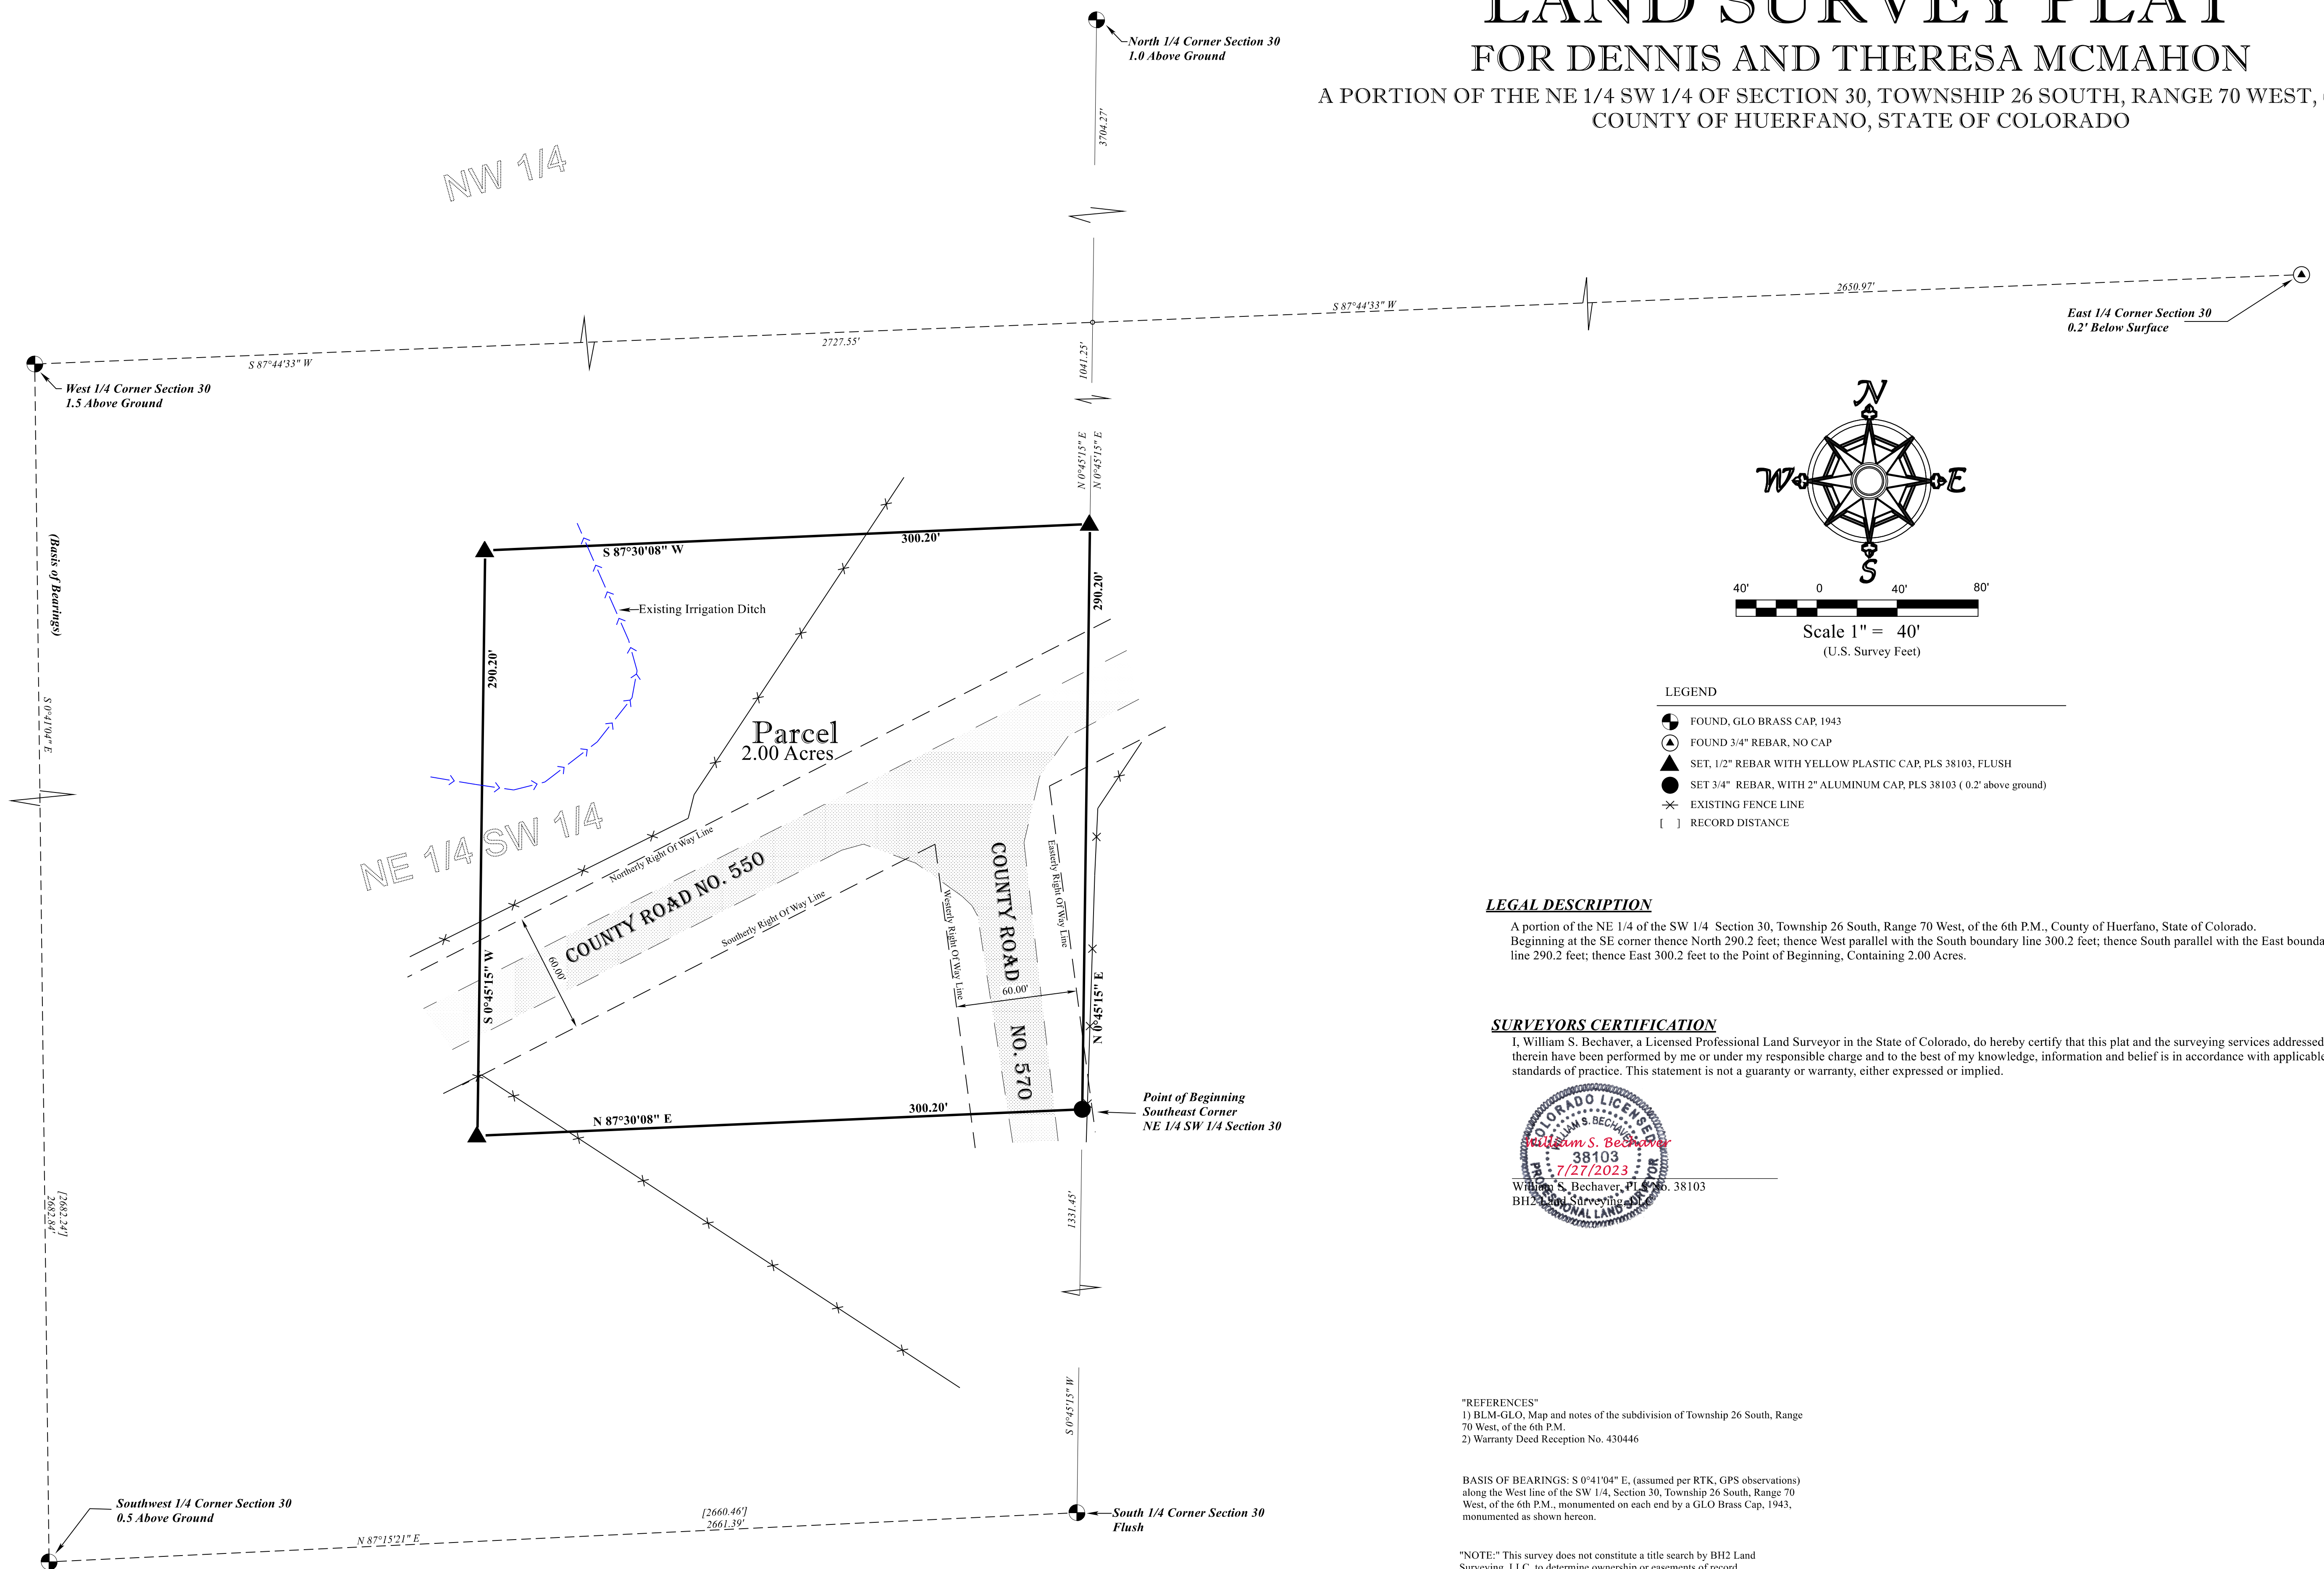 LAND SURVEY PLAT
FOR DENNIS AND THERESA MCMAHON
A PORTION OF THE NE 1/4 SW 1/4 OF SECTION 30, TOWNSHIP 26 SOUTH, RANGE 70 WEST,
COUNTY OF HUERFANO, STATE OF COLORADO
North 1/4 Corner Section 30
1.0 Above Ground
3704.27'
NW 1/4
S 87°44'33" W
2650.97'
East 1/4 Corner Section 30
0.2' Below Surface
S 87°44'33" W
2727.55'
1041.25'
West 1/4 Corner Section 30
1.5 Above Ground
N 0°45'15" E
N 0°45'15" E
(Basis of Bearings)
S 0°41'04" E
[2682.24']
2682.84'
S 87°30'08" W
300.20'
290.20'
290.20'
Existing Irrigation Ditch
Parcel
2.00 Acres
NE 1/4 SW 1/4
Northerly Right Of Way Line
COUNTY ROAD NO. 550
Southerly Right Of Way Line
60.00'
COUNTY ROAD
NO. 570
Westerly Right Of Way Line
Easterly Right Of Way Line
60.00'
S 0°45'15" W
N 0°45'15" E
N 87°30'08" E
300.20'
Point of Beginning
Southeast Corner
NE 1/4 SW 1/4 Section 30
1331.45'
S 0°45'15" W
Southwest 1/4 Corner Section 30
0.5 Above Ground
N 87°15'21" E
[2660.46']
2661.39'
South 1/4 Corner Section 30
Flush
N
W
E
S
40'
0
40'
80'
Scale 1" = 40'
(U.S. Survey Feet)
LEGEND
FOUND, GLO BRASS CAP, 1943
FOUND 3/4" REBAR, NO CAP
SET, 1/2" REBAR WITH YELLOW PLASTIC CAP, PLS 38103, FLUSH
SET 3/4" REBAR, WITH 2" ALUMINUM CAP, PLS 38103 ( 0.2' above ground)
EXISTING FENCE LINE
[ ] RECORD DISTANCE
LEGAL DESCRIPTION
A portion of the NE 1/4 of the SW 1/4 Section 30, Township 26 South, Range 70 West, of the 6th P.M., County of Huerfano, State of Colorado.
Beginning at the SE corner thence North 290.2 feet; thence West parallel with the South boundary line 300.2 feet; thence South parallel with the East bounda
line 290.2 feet; thence East 300.2 feet to the Point of Beginning, Containing 2.00 Acres.
SURVEYORS CERTIFICATION
I, William S. Bechaver, a Licensed Professional Land Surveyor in the State of Colorado, do hereby certify that this plat and the surveying services addressed
therein have been performed by me or under my responsible charge and to the best of my knowledge, information and belief is in accordance with applicable
standards of practice. This statement is not a guaranty or warranty, either expressed or implied.
COLORADO LICENSED
WILLIAM S. BECHAVER
William S. Bechaver
38103
7/27/2023
PROFESSIONAL LAND SURVEYOR
William S. Bechaver, PLS No. 38103
BH2 Land Surveying, LLC
"REFERENCES"
1) BLM-GLO, Map and notes of the subdivision of Township 26 South, Range
70 West, of the 6th P.M.
2) Warranty Deed Reception No. 430446
BASIS OF BEARINGS: S 0°41'04" E, (assumed per RTK, GPS observations)
along the West line of the SW 1/4, Section 30, Township 26 South, Range 70
West, of the 6th P.M., monumented on each end by a GLO Brass Cap, 1943,
monumented as shown hereon.
"NOTE:" This survey does not constitute a title search by BH2 Land
Surveying, LLC, to determine ownership or easements of record